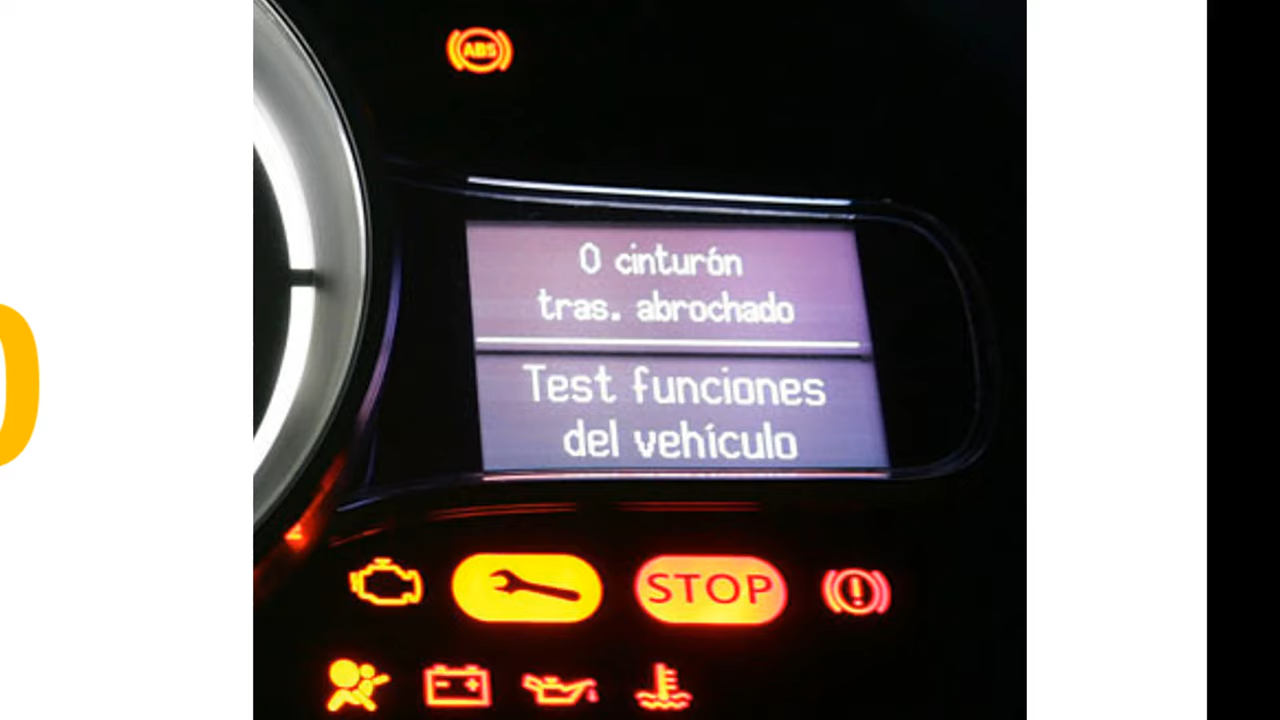 ABS
0 cinturón
tras. abrochado
Test funciones
del vehículo
STOP